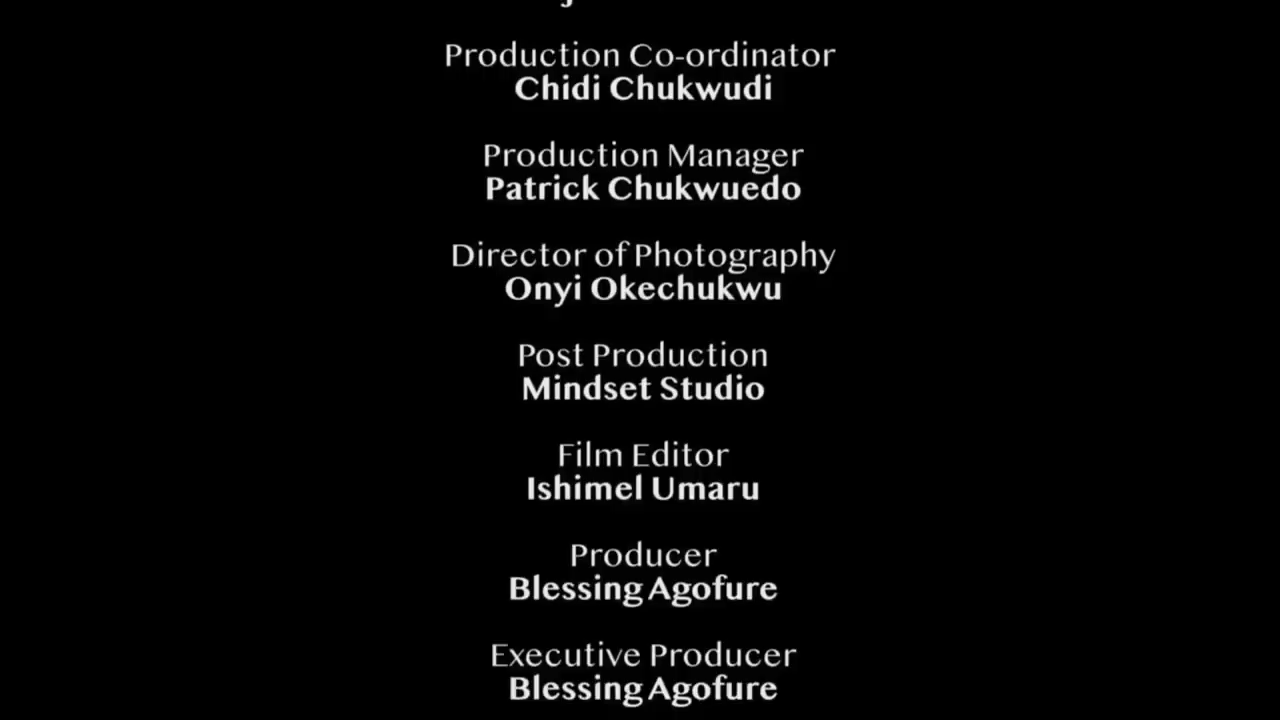 Production Co-ordinator
Chidi Chukwudi
Production Manager
Patrick Chukwuedo
Director of Photography
Onyi Okechukwu
Post Production
Mindset Studio
Film Editor
Ishimel Umaru
Producer
Blessing Agofure
Executive Producer
Blessing Agofure